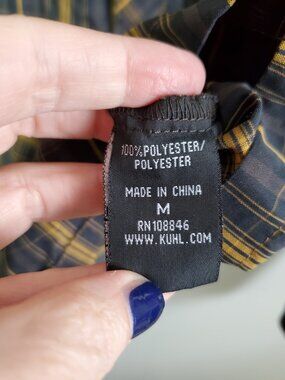 100% POLYESTER/
POLYESTER
MADE IN CHINA
M
RN108846
WWW.KUHL.COM